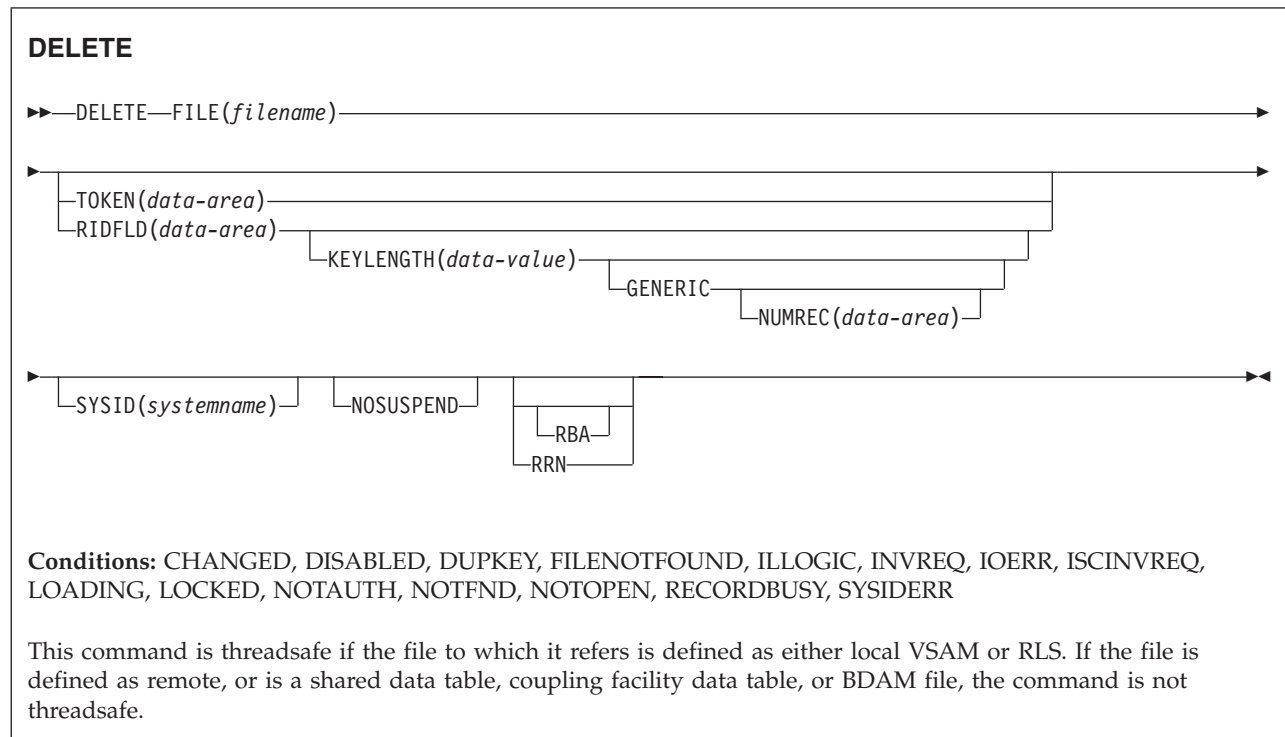 DELETE
DELETE FILE(filename)
TOKEN(data-area)
RIDFLD(data-area)
KEYLENGTH(data-value)
GENERIC
NUMREC(data-area)
SYSID(systemname) NOSUSPEND
RBA
RRN
Conditions: CHANGED, DISABLED, DUPKEY, FILENOTFOUND, ILLOGIC, INVREQ, IOERR, ISCINVREQ,
LOADING, LOCKED, NOTAUTH, NOTFND, NOTOPEN, RECORDBUSY, SYSIDERR
This command is threadsafe if the file to which it refers is defined as either local VSAM or RLS. If the file is
defined as remote, or is a shared data table, coupling facility data table, or BDAM file, the command is not
threadsafe.